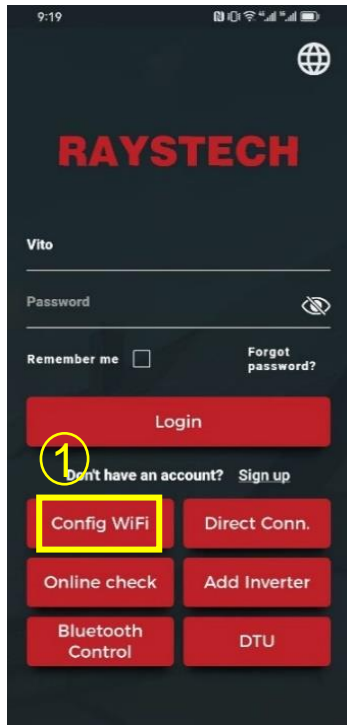 9:19
RAYSTECH
Vito
Password
Remember me
Forgot
password?
Login
①
Don't have an account? Sign up
Config WiFi
Direct Conn.
Online check
Add Inverter
Bluetooth
Control
DTU